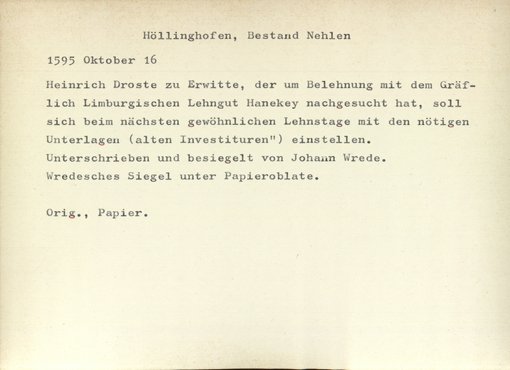 Höllinghofen, Bestand Nehlen
1595 Oktober 16
Heinrich Droste zu Erwitte, der um Belehnung mit dem Gräf-
lich Limburgischen Lehngut Hanekey nachgesucht hat, soll
sich beim nächsten gewöhnlichen Lehnstage mit den nötigen
Unterlagen (alten Investituren") einstellen.
Unterschrieben und besiegelt von Johann Wrede.
Wredesches Siegel unter Papieroblate.
Orig., Papier.